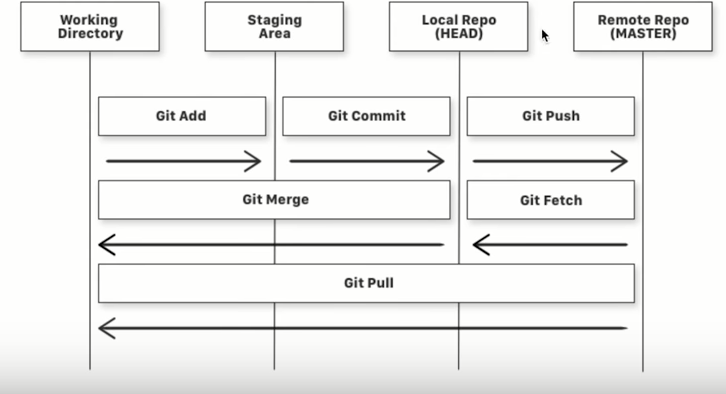 Working
Directory
Staging
Area
Local Repo
(HEAD)
Remote Repo
(MASTER)
Git Add
Git Commit
Git Push
Git Merge
Git Fetch
Git Pull